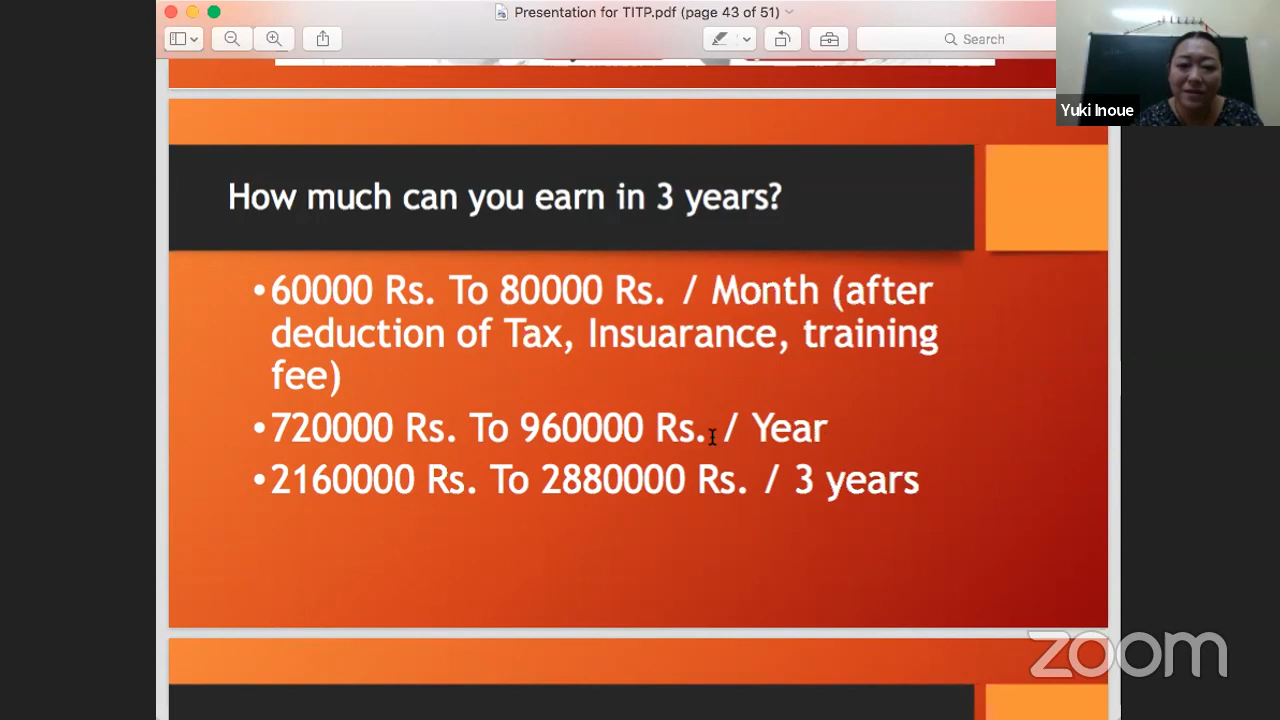 Presentation for TITP.pdf (page 43 of 51)
Search
Yuki Inoue
How much can you earn in 3 years?
•60000 Rs. To 80000 Rs. / Month (after
deduction of Tax, Insuarance, training
fee)
•720000 Rs. To 960000 Rs. / Year
•2160000 Rs. To 2880000 Rs. / 3 years
zoom